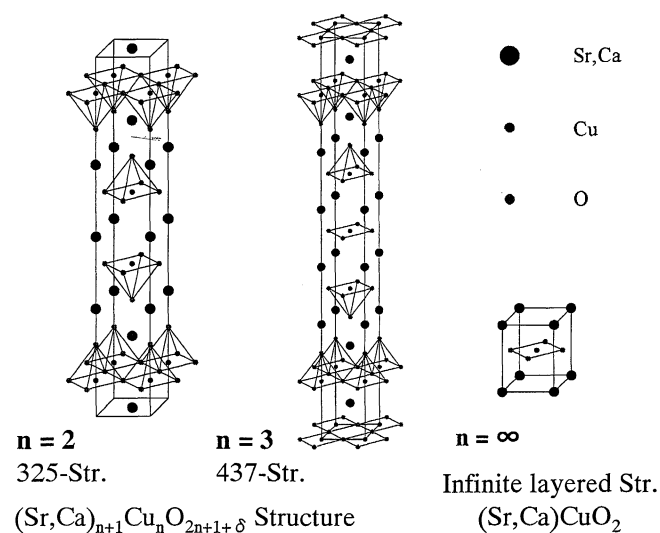 Sr,Ca
Cu
O
n = 2
325-Str.
n = 3
437-Str.
n = ∞
Infinite layered Str.
(Sr,Ca)CuO₂
(Sr,Ca)ₙ₊₁CuₙO₂ₙ₊₁₊δ Structure